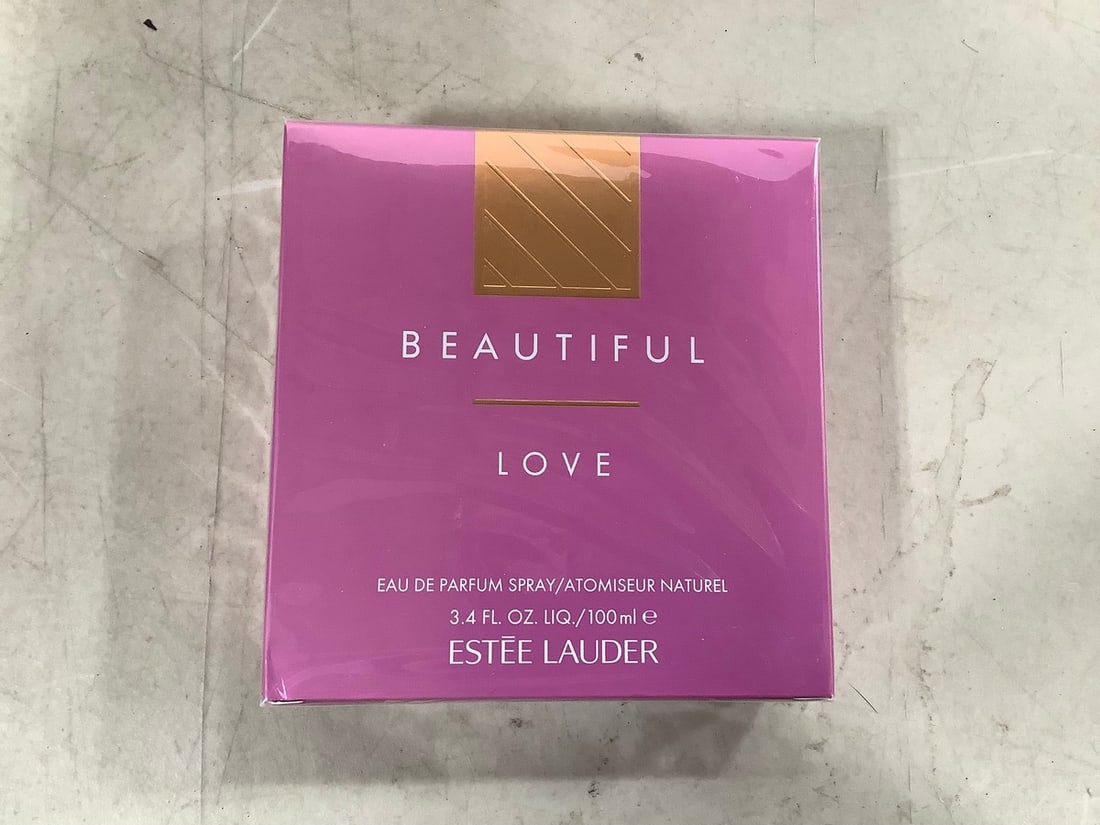 BEAUTIFUL
LOVE
EAU DE PARFUM SPRAY/ATOMISEUR NATUREL
3.4 FL. OZ. LIQ./100ml ℮
ESTĒE LAUDER